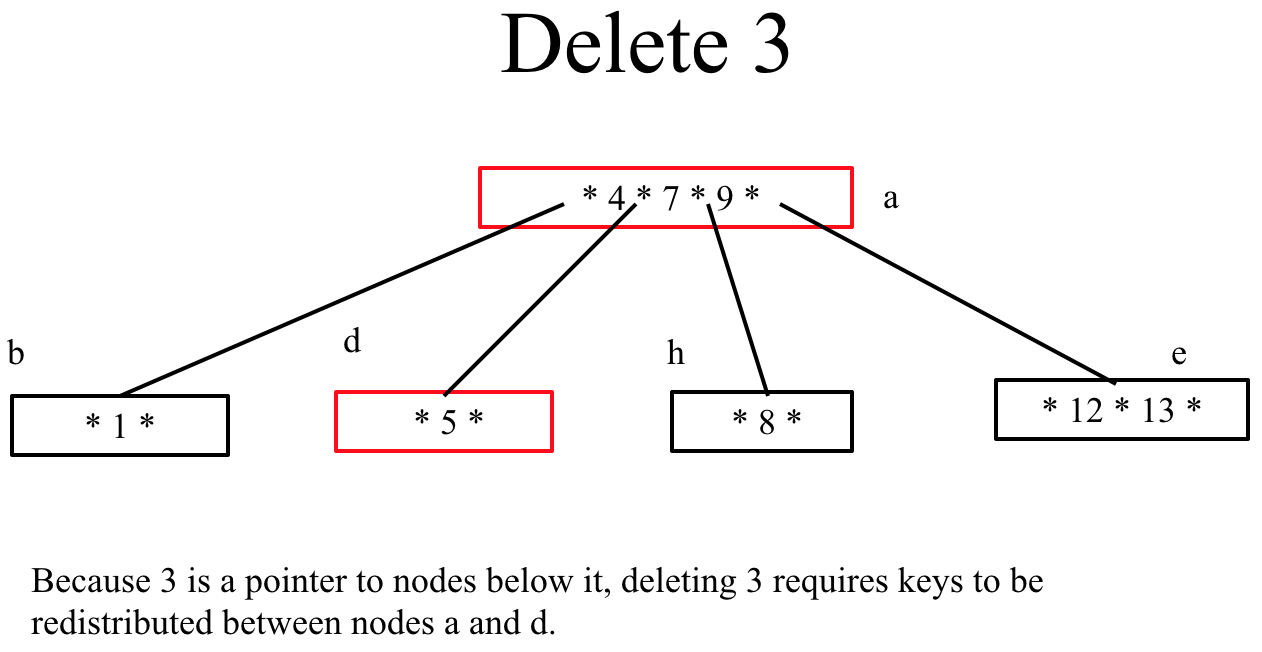 Delete 3
* 4 * 7 * 9 *
a
b
d
h
e
* 1 *
* 5 *
* 8 *
* 12 * 13 *
Because 3 is a pointer to nodes below it, deleting 3 requires keys to be
redistributed between nodes a and d.